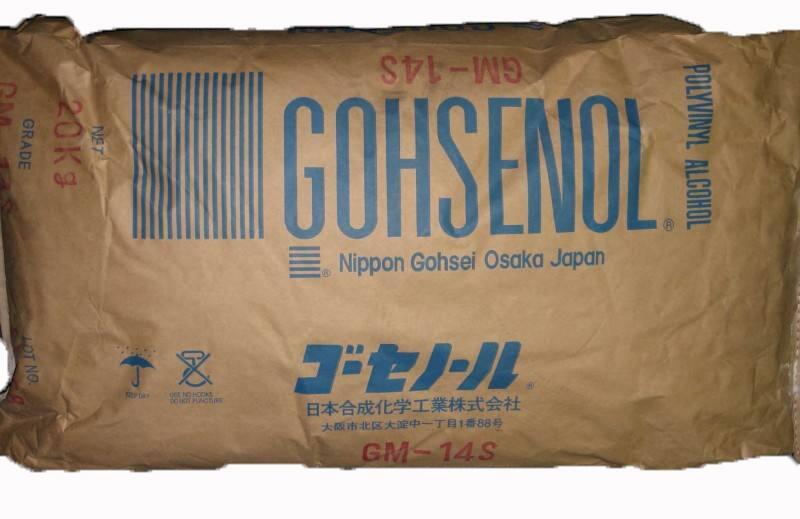 GM-14S
GOHSENOL®
® Nippon Gohsei Osaka Japan
POLYVINYL ALCOHOL
NET
20Kg
GRADE
GM-14S
LOT NO.
KEEP DRY
USE NO HOOKS
DO NOT PUNCTURE
ゴーセノール®
日本合成化学工業株式会社
大阪市北区大淀中一丁目1番88号
GM-14S